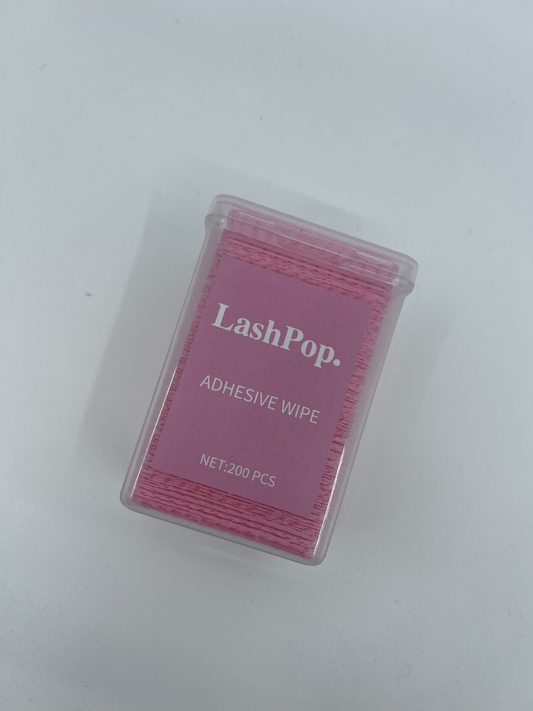 LashPop.
ADHESIVE WIPE
NET:200 PCS